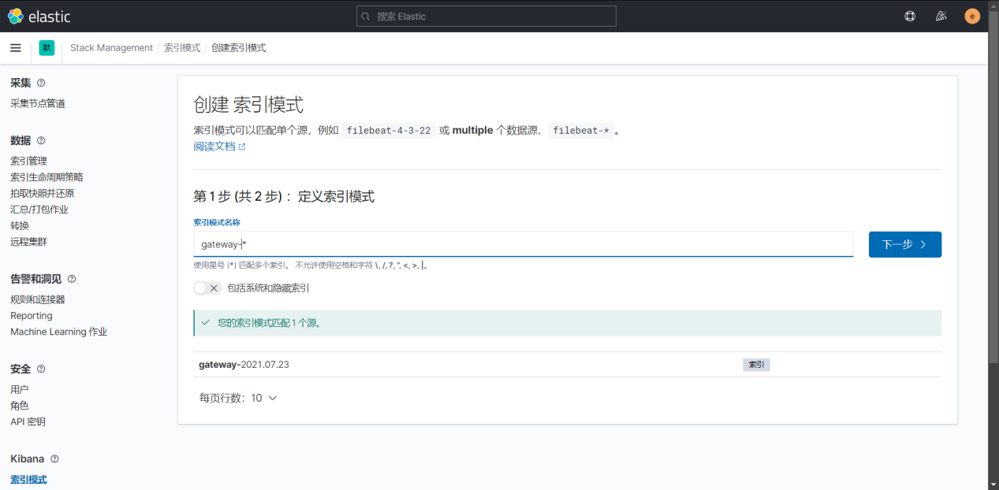 elastic
搜索 Elastic
e
默
Stack Management / 索引模式 / 创建索引模式
采集
采集节点管道
数据
索引管理
索引生命周期策略
拍取快照并还原
汇总/打包作业
转换
远程集群
告警和洞见
规则和连接器
Reporting
Machine Learning 作业
安全
用户
角色
API 密钥
Kibana
索引模式
创建 索引模式
索引模式可以匹配单个源，例如 filebeat-4-3-22 或 multiple 个数据源、 filebeat-* 。
阅读文档
第 1 步 (共 2 步) ：定义索引模式
索引模式名称
gateway-*
下一步
使用星号 (*) 匹配多个索引。 不允许使用空格和字符 \, /, ?, ", <, >, |。
包括系统和隐藏索引
您的索引模式匹配 1 个源。
gateway-2021.07.23
索引
每页行数：10